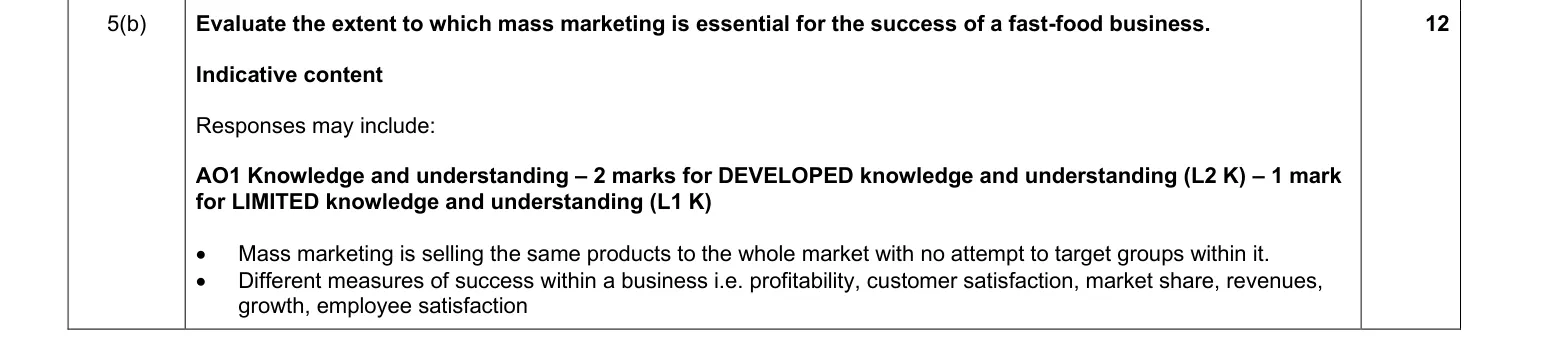 5(b) Evaluate the extent to which mass marketing is essential for the success of a fast-food business. 12
Indicative content
Responses may include:
AO1 Knowledge and understanding – 2 marks for DEVELOPED knowledge and understanding (L2 K) – 1 mark
for LIMITED knowledge and understanding (L1 K)
• Mass marketing is selling the same products to the whole market with no attempt to target groups within it.
• Different measures of success within a business i.e. profitability, customer satisfaction, market share, revenues,
growth, employee satisfaction